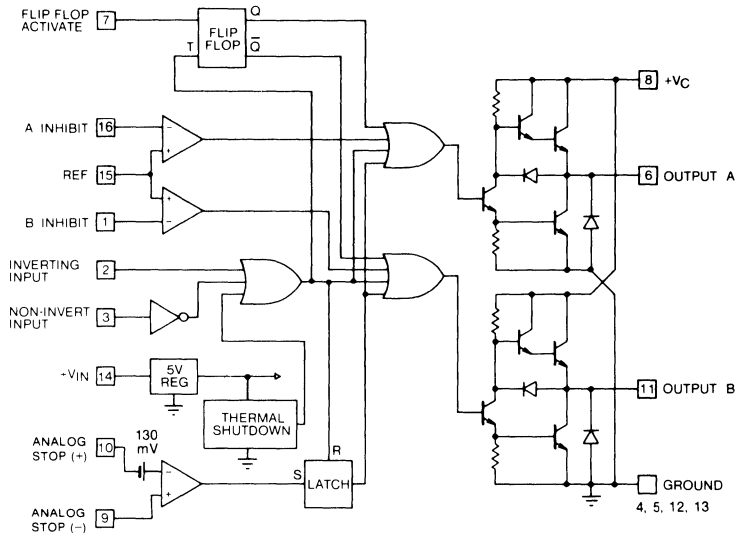 FLIP FLOP
ACTIVATE
7
FLIP
FLOP
Q
Q̅
T
A INHIBIT
16
REF
15
B INHIBIT
1
INVERTING
INPUT
2
NON-INVERT
INPUT
3
+VIN
14
5V
REG
THERMAL
SHUTDOWN
ANALOG
STOP (+)
10
130
mV
ANALOG
STOP (−)
9
S
R
LATCH
-
+
+
-
-
+
8
+VC
6
OUTPUT A
11
OUTPUT B
GROUND
4, 5, 12, 13